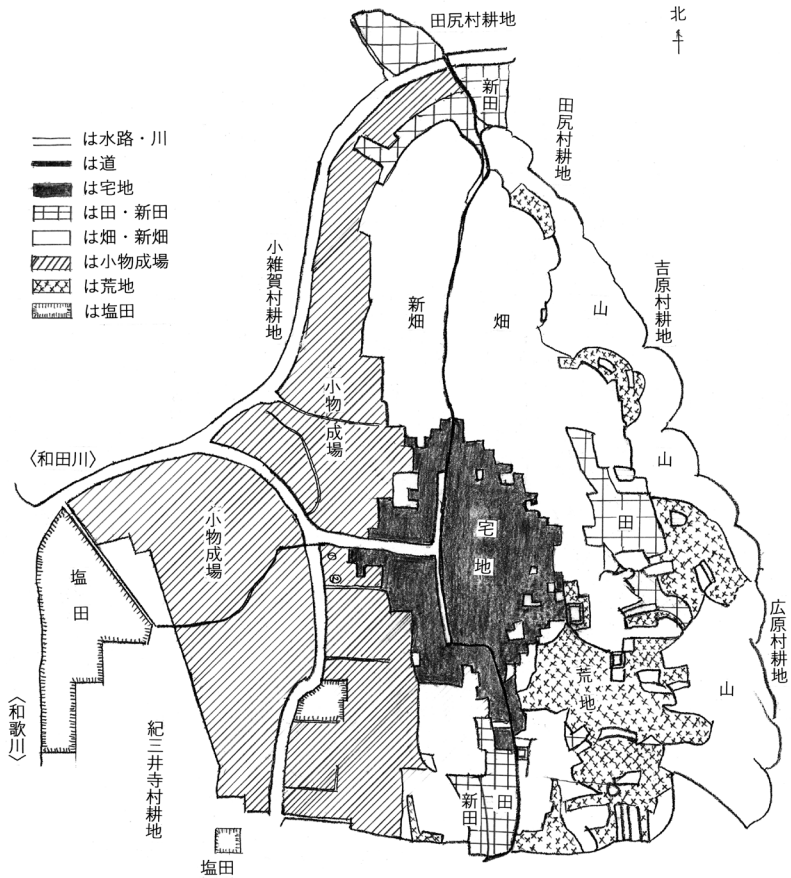 田尻村耕地
北
新田
田尻村耕地
は水路・川
は道
は宅地
は田・新田
は畑・新畑
は小物成場
は荒地
は塩田
小雑賀村耕地
吉原村耕地
新畑
畑
山
小物成場
〈和田川〉
山
小物成場
田
宅地
塩田
広原村耕地
荒地
山
〈和歌川〉
紀三井寺村耕地
新田
田
塩田